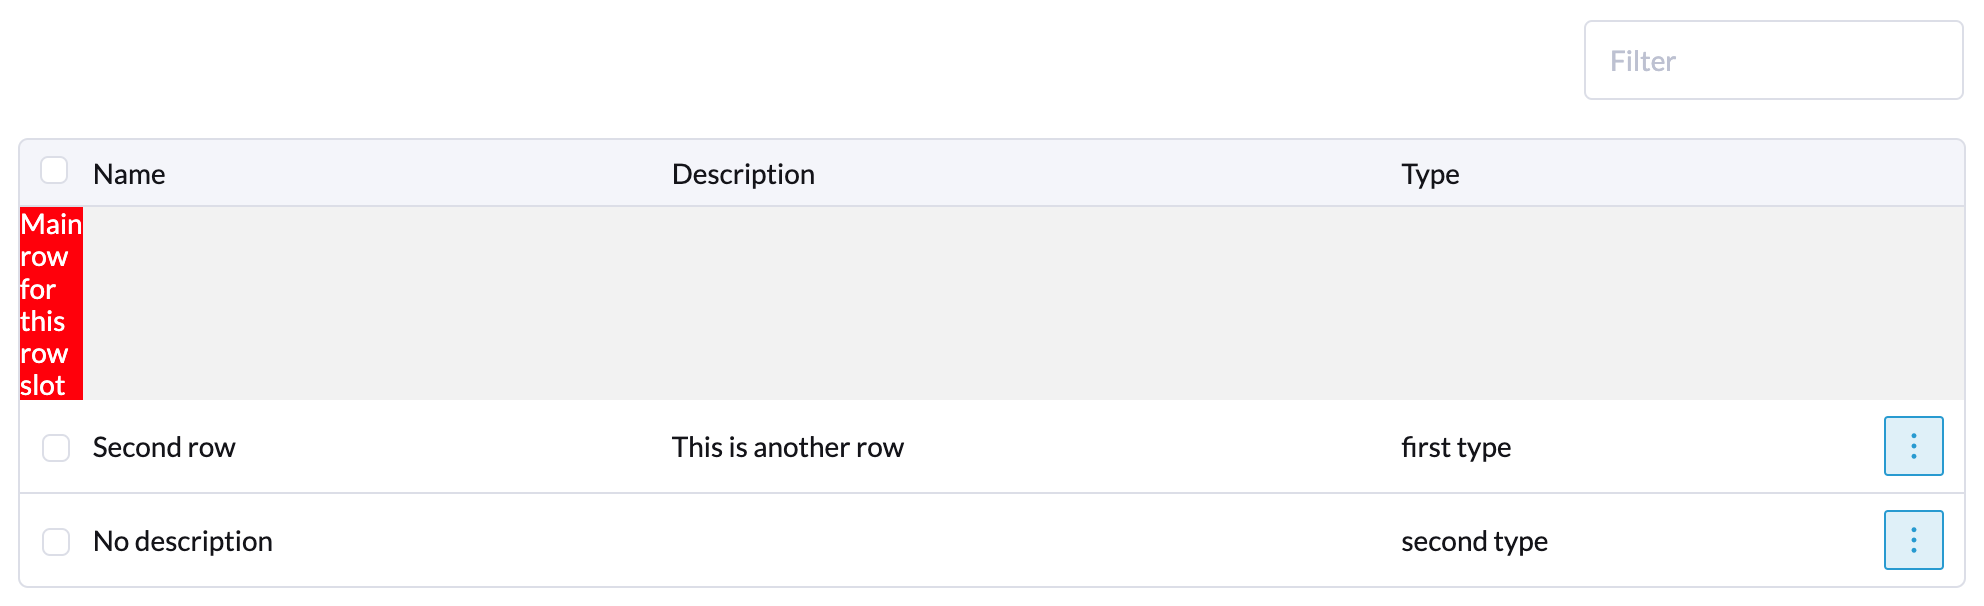 Filter
Name Description Type
Main
row
for
this
row
slot
Second row This is another row first type
No description second type